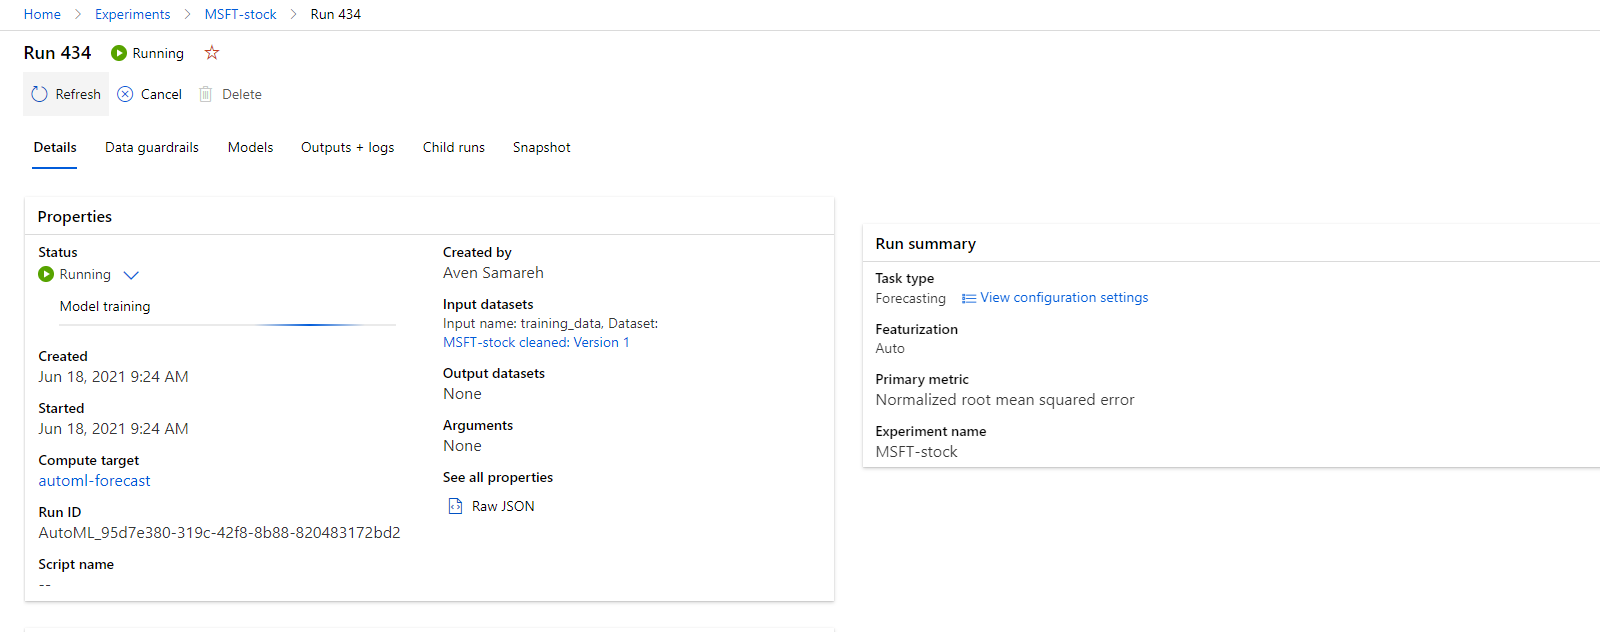 Home > Experiments > MSFT-stock > Run 434
Run 434 Running
Refresh Cancel Delete
Details Data guardrails Models Outputs + logs Child runs Snapshot
Properties
Status
Running
Model training
Created
Jun 18, 2021 9:24 AM
Started
Jun 18, 2021 9:24 AM
Compute target
automl-forecast
Run ID
AutoML_95d7e380-319c-42f8-8b88-820483172bd2
Script name
--
Created by
Aven Samareh
Input datasets
Input name: training_data, Dataset:
MSFT-stock cleaned: Version 1
Output datasets
None
Arguments
None
See all properties
Raw JSON
Run summary
Task type
Forecasting View configuration settings
Featurization
Auto
Primary metric
Normalized root mean squared error
Experiment name
MSFT-stock